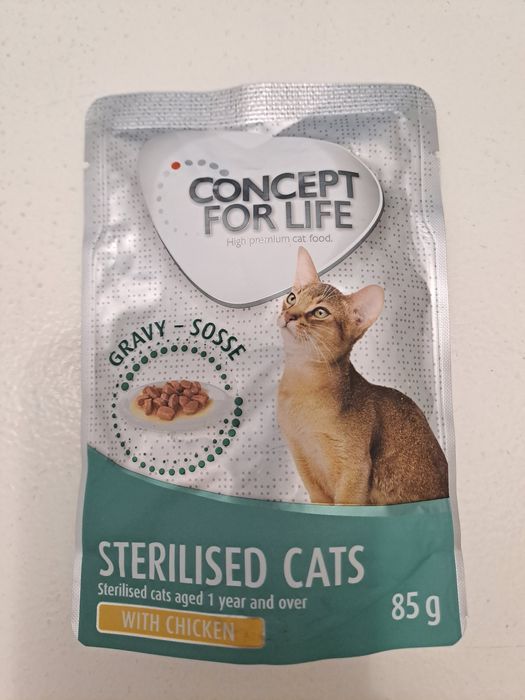 CONCEPT
FOR LIFE
High premium cat food.
GRAVY - SOSSE
STERILISED CATS
Sterilised cats aged 1 year and over
WITH CHICKEN
85 g